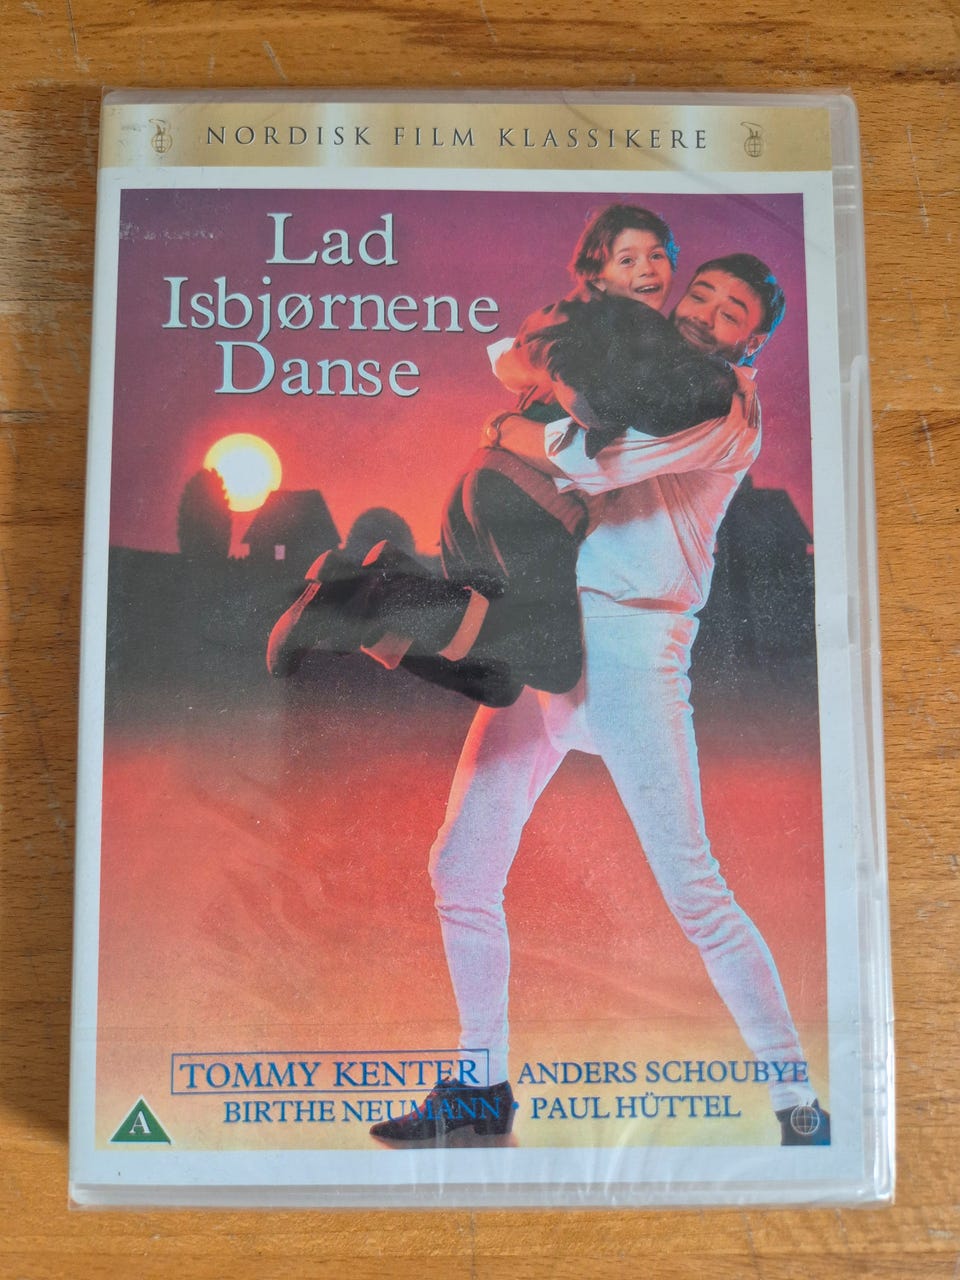 NORDISK FILM KLASSIKERE
Lad
Isbjørnene
Danse
TOMMY KENTER ANDERS SCHOUBYE
BIRTHE NEUMANN • PAUL HÜTTEL
A